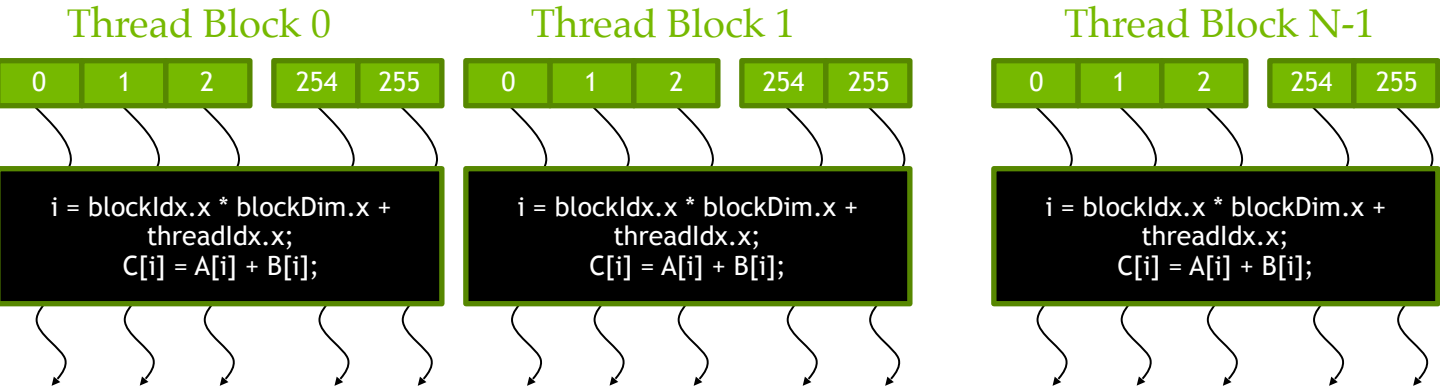 Thread Block 0
0 1 2 254 255
i = blockIdx.x * blockDim.x +
threadIdx.x;
C[i] = A[i] + B[i];
Thread Block 1
0 1 2 254 255
i = blockIdx.x * blockDim.x +
threadIdx.x;
C[i] = A[i] + B[i];
Thread Block N-1
0 1 2 254 255
i = blockIdx.x * blockDim.x +
threadIdx.x;
C[i] = A[i] + B[i];